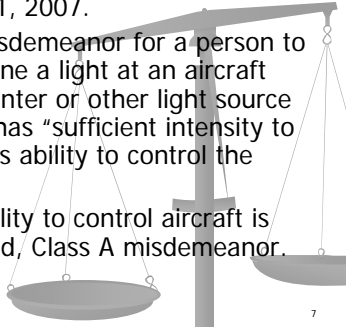 1, 2007.
sdemeanor for a person to
ne a light at an aircraft
nter or other light source
has “sufficient intensity to
s ability to control the
ility to control aircraft is
d, Class A misdemeanor.
7